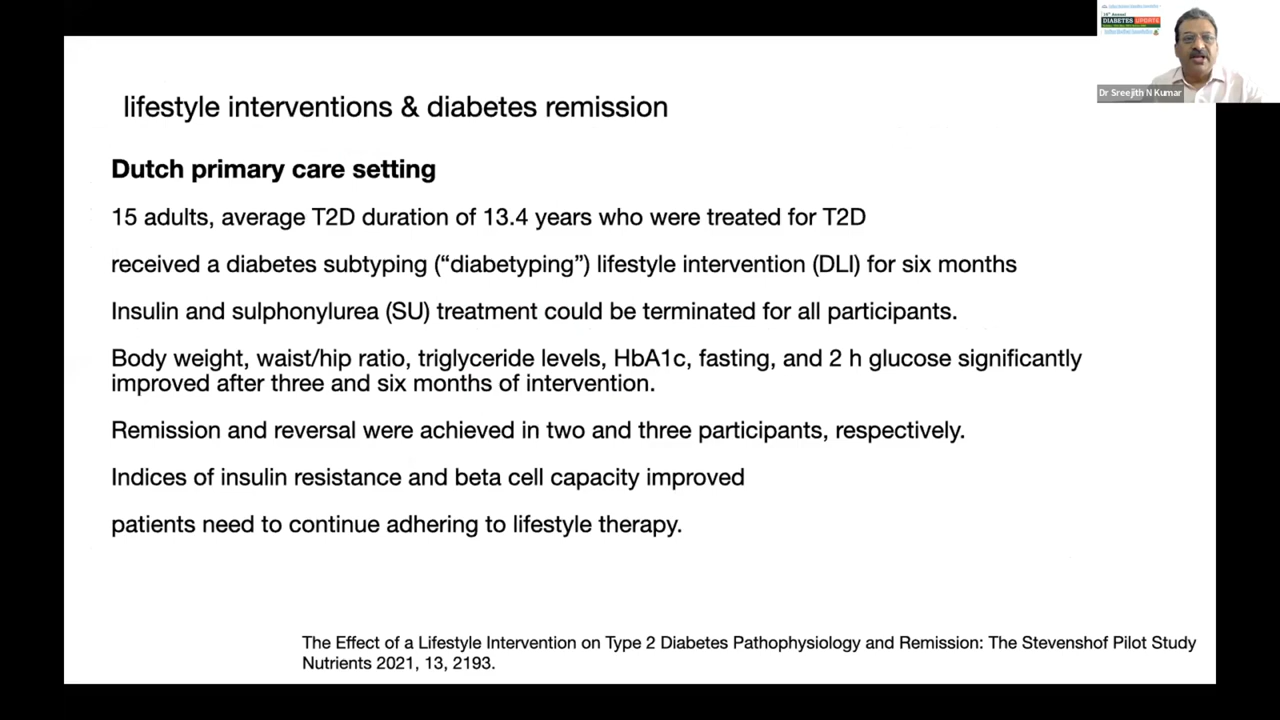 DIABETES UPDATE
Dr Sreejith N Kumar
lifestyle interventions & diabetes remission
Dutch primary care setting
15 adults, average T2D duration of 13.4 years who were treated for T2D
received a diabetes subtyping (“diabetyping”) lifestyle intervention (DLI) for six months
Insulin and sulphonylurea (SU) treatment could be terminated for all participants.
Body weight, waist/hip ratio, triglyceride levels, HbA1c, fasting, and 2 h glucose significantly
improved after three and six months of intervention.
Remission and reversal were achieved in two and three participants, respectively.
Indices of insulin resistance and beta cell capacity improved
patients need to continue adhering to lifestyle therapy.
The Effect of a Lifestyle Intervention on Type 2 Diabetes Pathophysiology and Remission: The Stevenshof Pilot Study
Nutrients 2021, 13, 2193.